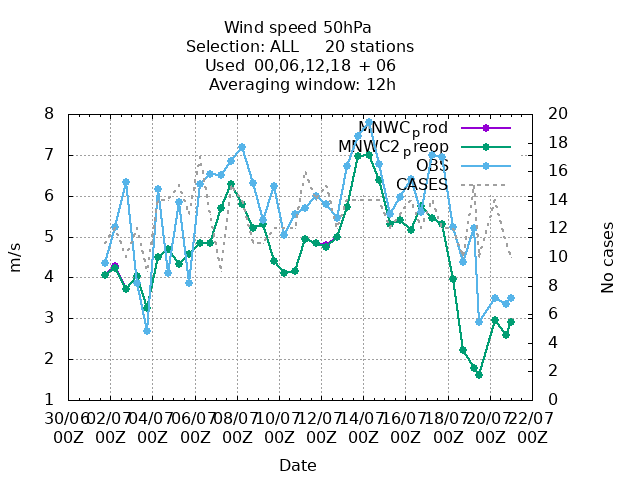 Wind speed 50hPa
Selection: ALL 20 stations
Used 00,06,12,18 + 06
Averaging window: 12h
8 20
MNWCprod
18
MNWC2preop
7 16
OBS
CASES
6 14
5 12
10
4 8
3 6
4
2 2
1 0
m/s
No cases
30/06 02/07 04/07 06/07 08/07 10/07 12/07 14/07 16/07 18/07 20/07 22/07
00Z 00Z 00Z 00Z 00Z 00Z 00Z 00Z 00Z 00Z 00Z 00Z
Date